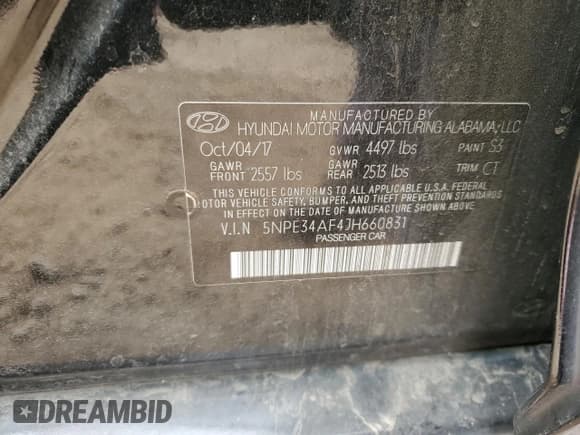 MANUFACTURED BY
HYUNDAI MOTOR MANUFACTURING ALABAMA, LLC
Oct/04/17 GVWR 4497 lbs PAINT S3
GAWR FRONT 2557 lbs GAWR REAR 2513 lbs TRIM CT
THIS VEHICLE CONFORMS TO ALL APPLICABLE U.S.A. FEDERAL
MOTOR VEHICLE SAFETY, BUMPER, AND THEFT PREVENTION STANDARDS
IN EFFECT ON THE DATE OF MANUFACTURE SHOWN ABOVE.
V.I.N 5NPE34AF4JH660831
PASSENGER CAR
DREAMBID